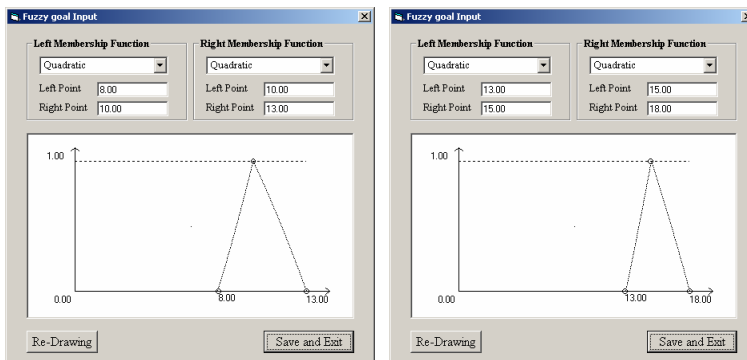 Fuzzy goal Input
Left Membership Function
Right Membership Function
Quadratic
Quadratic
Left Point 8.00
Left Point 10.00
Right Point 10.00
Right Point 13.00
1.00
0.00
8.00
13.00
Re-Drawing
Save and Exit
Fuzzy goal Input
Left Membership Function
Right Membership Function
Quadratic
Quadratic
Left Point 13.00
Left Point 15.00
Right Point 15.00
Right Point 18.00
1.00
0.00
13.00
18.00
Re-Drawing
Save and Exit